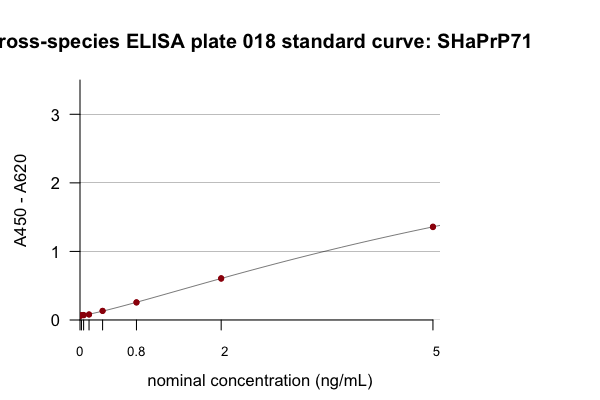 ross-species ELISA plate 018 standard curve: SHaPrP71
3
2
1
0
A450 - A620
0 0.8 2 5
nominal concentration (ng/mL)